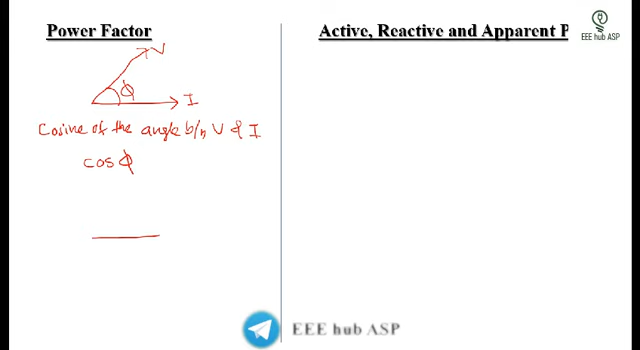 Power Factor
V
Φ
I
Cosine of the angle b/n V & I
cos Φ
Active, Reactive and Apparent P
EEE hub ASP
EEE hub ASP